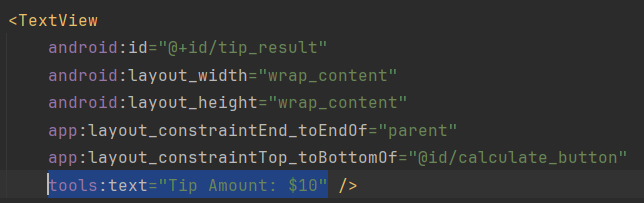 <TextView
android:id="@+id/tip_result"
android:layout_width="wrap_content"
android:layout_height="wrap_content"
app:layout_constraintEnd_toEndOf="parent"
app:layout_constraintTop_toBottomOf="@id/calculate_button"
tools:text="Tip Amount: $10" />